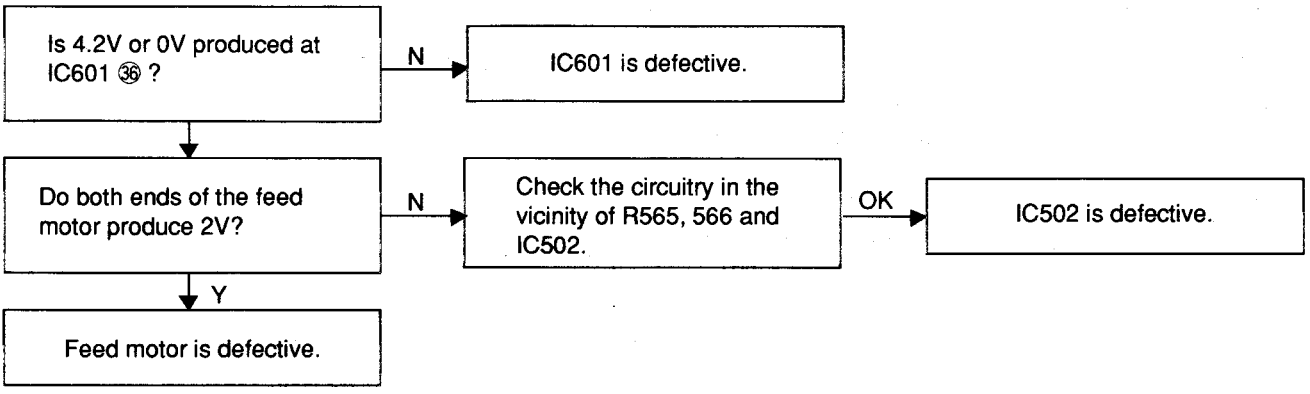 Is 4.2V or 0V produced at
IC601 ㊱ ?
N
IC601 is defective.
Do both ends of the feed
motor produce 2V?
N
Check the circuitry in the
vicinity of R565, 566 and
IC502.
OK
IC502 is defective.
Y
Feed motor is defective.